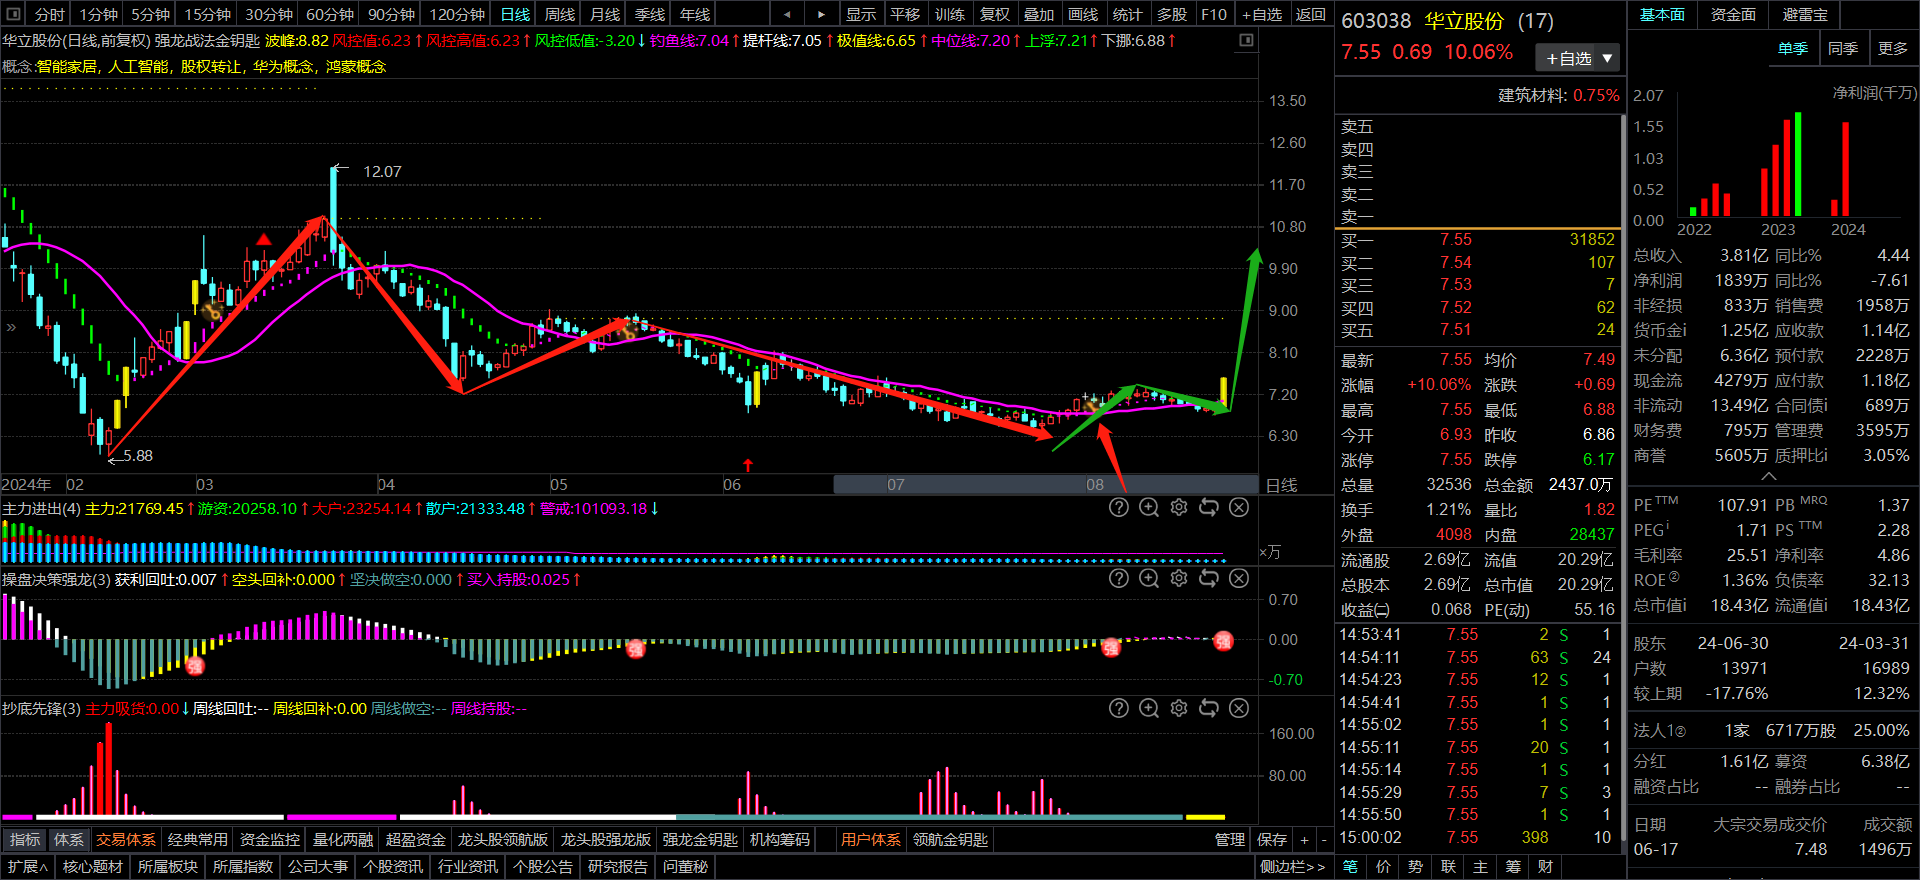 分时 1分钟 5分钟 15分钟 30分钟 60分钟 90分钟 120分钟 日线 周线 月线 季线 年线 ◂ ▸ 显示 平移 训练 复权 叠加 画线 统计 多股 F10 +自选 返回
华立股份(日线,前复权) 强龙战法金钥匙 波峰:8.82 风控值:6.23↑ 风控高值:6.23↑ 风控低值:-3.20↓ 钓鱼线:7.04↑ 提杆线:7.05↑ 极值线:6.65↑ 中位线:7.20↑ 上浮:7.21↑ 下挪:6.88↑
概念:智能家居, 人工智能, 股权转让, 华为概念, 鸿蒙概念
13.50
12.60
12.07
11.70
10.80
9.90
9.00
8.10
7.20
6.30
5.88
2024年 02 03 04 05 06 07 08 日线
主力进出(4) 主力:21769.45↑ 游资:20258.10↑ 大户:23254.14↑ 散户:21333.48↑ 警戒:101093.18↓
×万
操盘决策强龙(3) 获利回吐:0.007↑ 空头回补:0.000↑ 坚决做空:0.000↑ 买入持股:0.025↑
0.70
0.00
强 强 强 强
-0.70
抄底先锋(3) 主力吸货:0.00↓ 周线回吐:-- 周线回补:0.00 周线做空:-- 周线持股:--
160.00
80.00
指标 体系 交易体系 经典常用 资金监控 量化两融 超盈资金 龙头股领航版 龙头股强龙版 强龙金钥匙 机构筹码 用户体系 领航金钥匙 管理 保存 + -
扩展∧ 核心题材 所属板块 所属指数 公司大事 个股资讯 行业资讯 个股公告 研究报告 问董秘 侧边栏>>
603038 华立股份 (17)
7.55 0.69 10.06%
+自选 ▼
建筑材料: 0.75%
卖五
卖四
卖三
卖二
卖一
买一 7.55 31852
买二 7.54 107
买三 7.53 7
买四 7.52 62
买五 7.51 24
最新 7.55 均价 7.49
涨幅 +10.06% 涨跌 +0.69
最高 7.55 最低 6.88
今开 6.93 昨收 6.86
涨停 7.55 跌停 6.17
总量 32536 总金额 2437.0万
换手 1.21% 量比 1.82
外盘 4098 内盘 28437
流通股 2.69亿 流值 20.29亿
总股本 2.69亿 总市值 20.29亿
收益㈡ 0.068 PE(动) 55.16
14:53:41 7.55 2 S 1
14:54:11 7.55 63 S 24
14:54:23 7.55 12 S 1
14:54:41 7.55 1 S 1
14:55:02 7.55 1 S 1
14:55:11 7.55 20 S 1
14:55:14 7.55 1 S 1
14:55:29 7.55 7 S 3
14:55:50 7.55 1 S 1
15:00:02 7.55 398 10
笔 价 势 联 主 筹 财
基本面 资金面 避雷宝
单季 同季 更多
净利润(千万)
2.07
1.55
1.03
0.52
0.00
2022 2023 2024
总收入 3.81亿 同比% 4.44
净利润 1839万 同比% -7.61
非经损 833万 销售费 1958万
货币金i 1.25亿 应收款 1.14亿
未分配 6.36亿 预付款 2228万
现金流 4279万 应付款 1.18亿
非流动 13.49亿 合同债i 689万
财务费 795万 管理费 3595万
商誉 5605万 质押比i 3.05%
PE TTM 107.91 PB MRQ 1.37
PEG i 1.71 PS TTM 2.28
毛利率 25.51 净利率 4.86
ROE② 1.36% 负债率 32.13
总市值i 18.43亿 流通值i 18.43亿
股东 24-06-30 24-03-31
户数 13971 16989
较上期 -17.76% 12.32%
法人1② 1家 6717万股 25.00%
分红 1.61亿 募资 6.38亿
融资占比 -- 融券占比 --
日期 大宗交易成交价 成交额
06-17 7.48 1496万